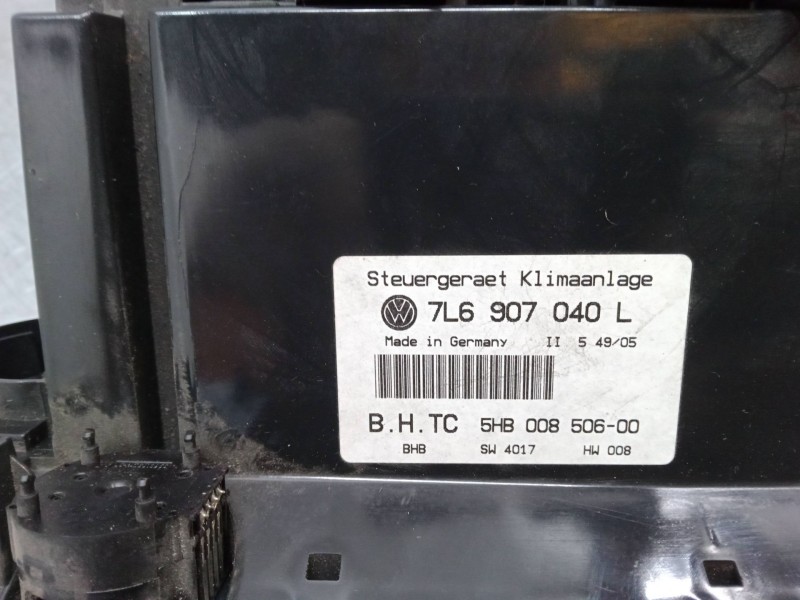 Steuergeraet Klimaanlage
7L6 907 040 L
Made in Germany II 5 49/05
B.H.TC 5HB 008 506-00
BHB SW 4017 HW 008